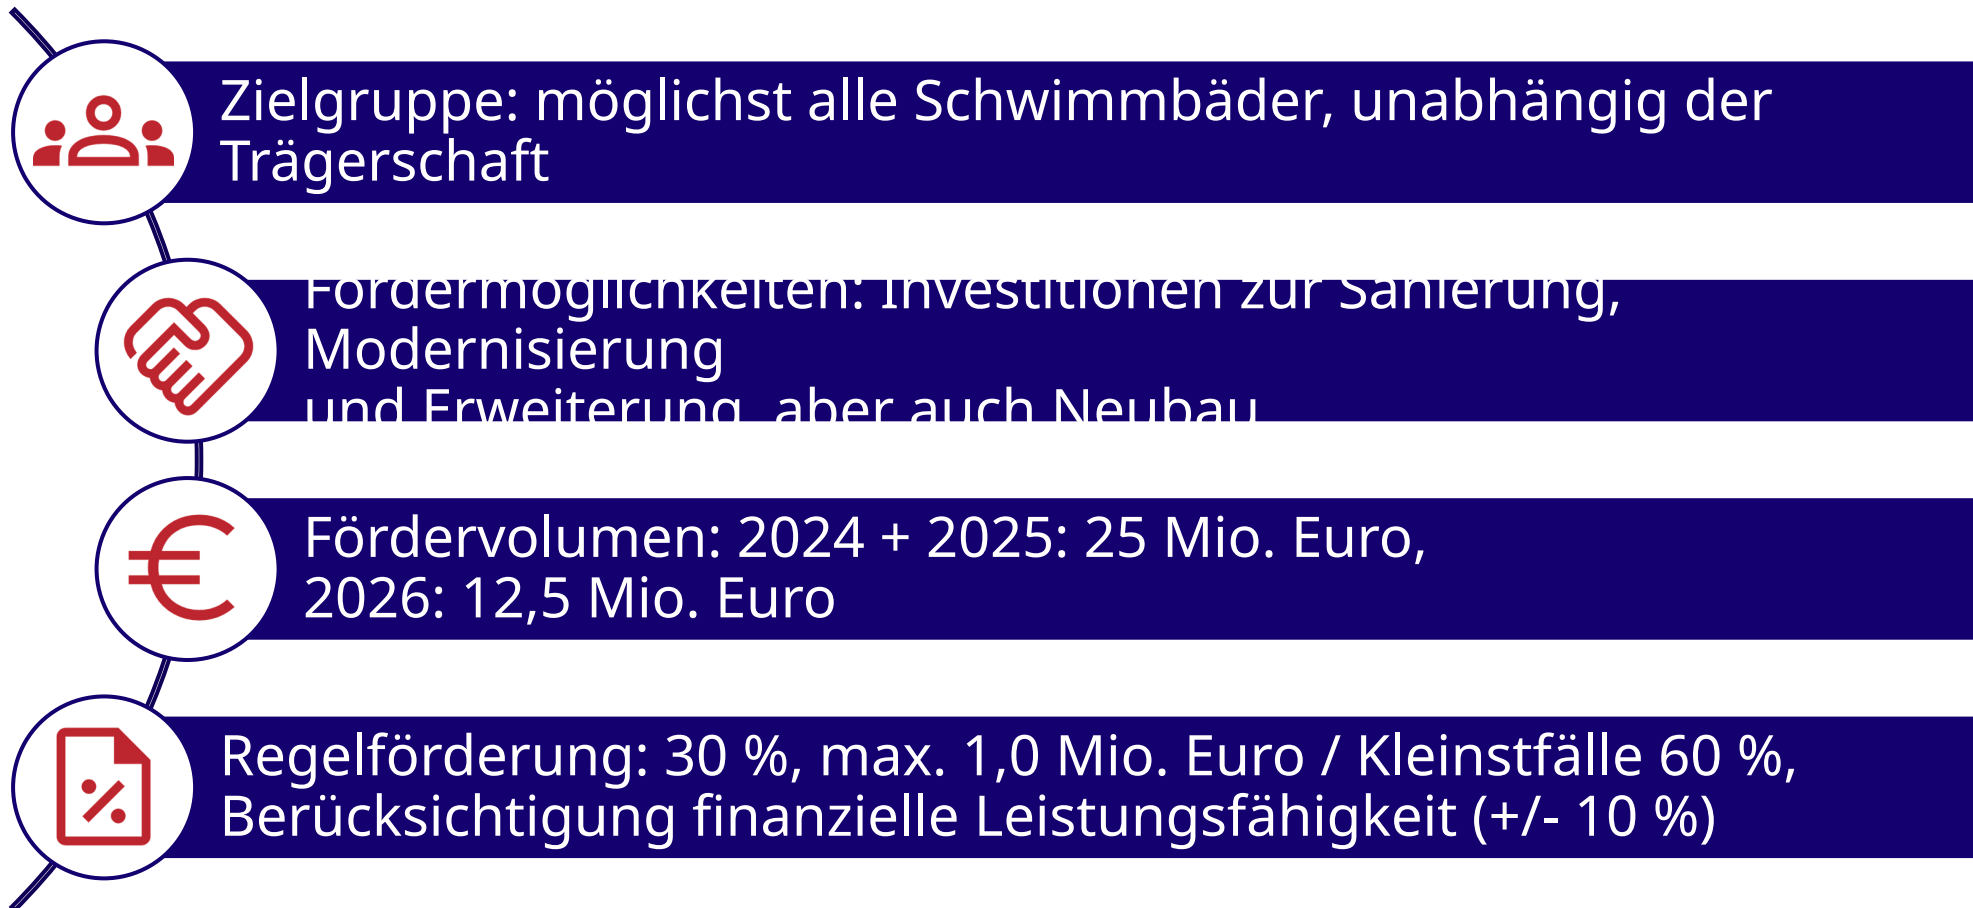 Zielgruppe: möglichst alle Schwimmbäder, unabhängig der
Trägerschaft
Fördermöglichkeiten: Investitionen zur Sanierung,
Modernisierung
und Erweiterung, aber auch Neubau
Fördervolumen: 2024 + 2025: 25 Mio. Euro,
2026: 12,5 Mio. Euro
Regelförderung: 30 %, max. 1,0 Mio. Euro / Kleinstfälle 60 %,
Berücksichtigung finanzielle Leistungsfähigkeit (+/- 10 %)